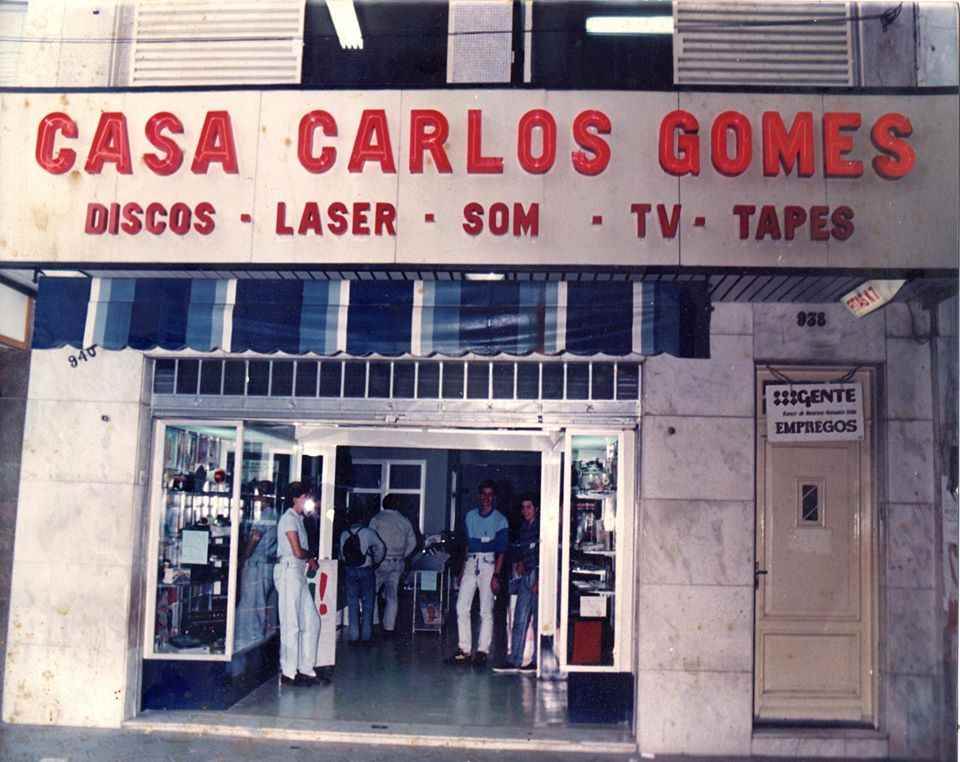 CASA CARLOS GOMES
DISCOS - LASER - SOM - TV - TAPES
940
938
GENTE
EMPREGOS
!